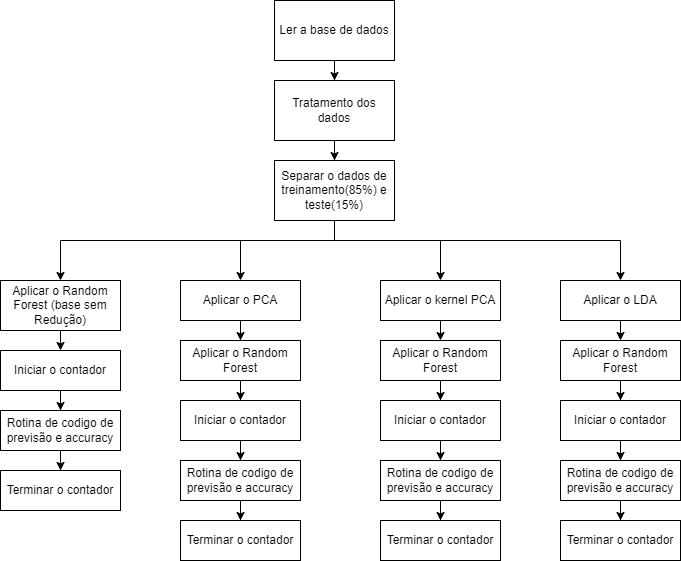 Ler a base de dados
Tratamento dos
dados
Separar o dados de
treinamento(85%) e
teste(15%)
Aplicar o Random
Forest (base sem
Redução)
Iniciar o contador
Rotina de codigo de
previsão e accuracy
Terminar o contador
Aplicar o PCA
Aplicar o Random
Forest
Iniciar o contador
Rotina de codigo de
previsão e accuracy
Terminar o contador
Aplicar o kernel PCA
Aplicar o Random
Forest
Iniciar o contador
Rotina de codigo de
previsão e accuracy
Terminar o contador
Aplicar o LDA
Aplicar o Random
Forest
Iniciar o contador
Rotina de codigo de
previsão e accuracy
Terminar o contador